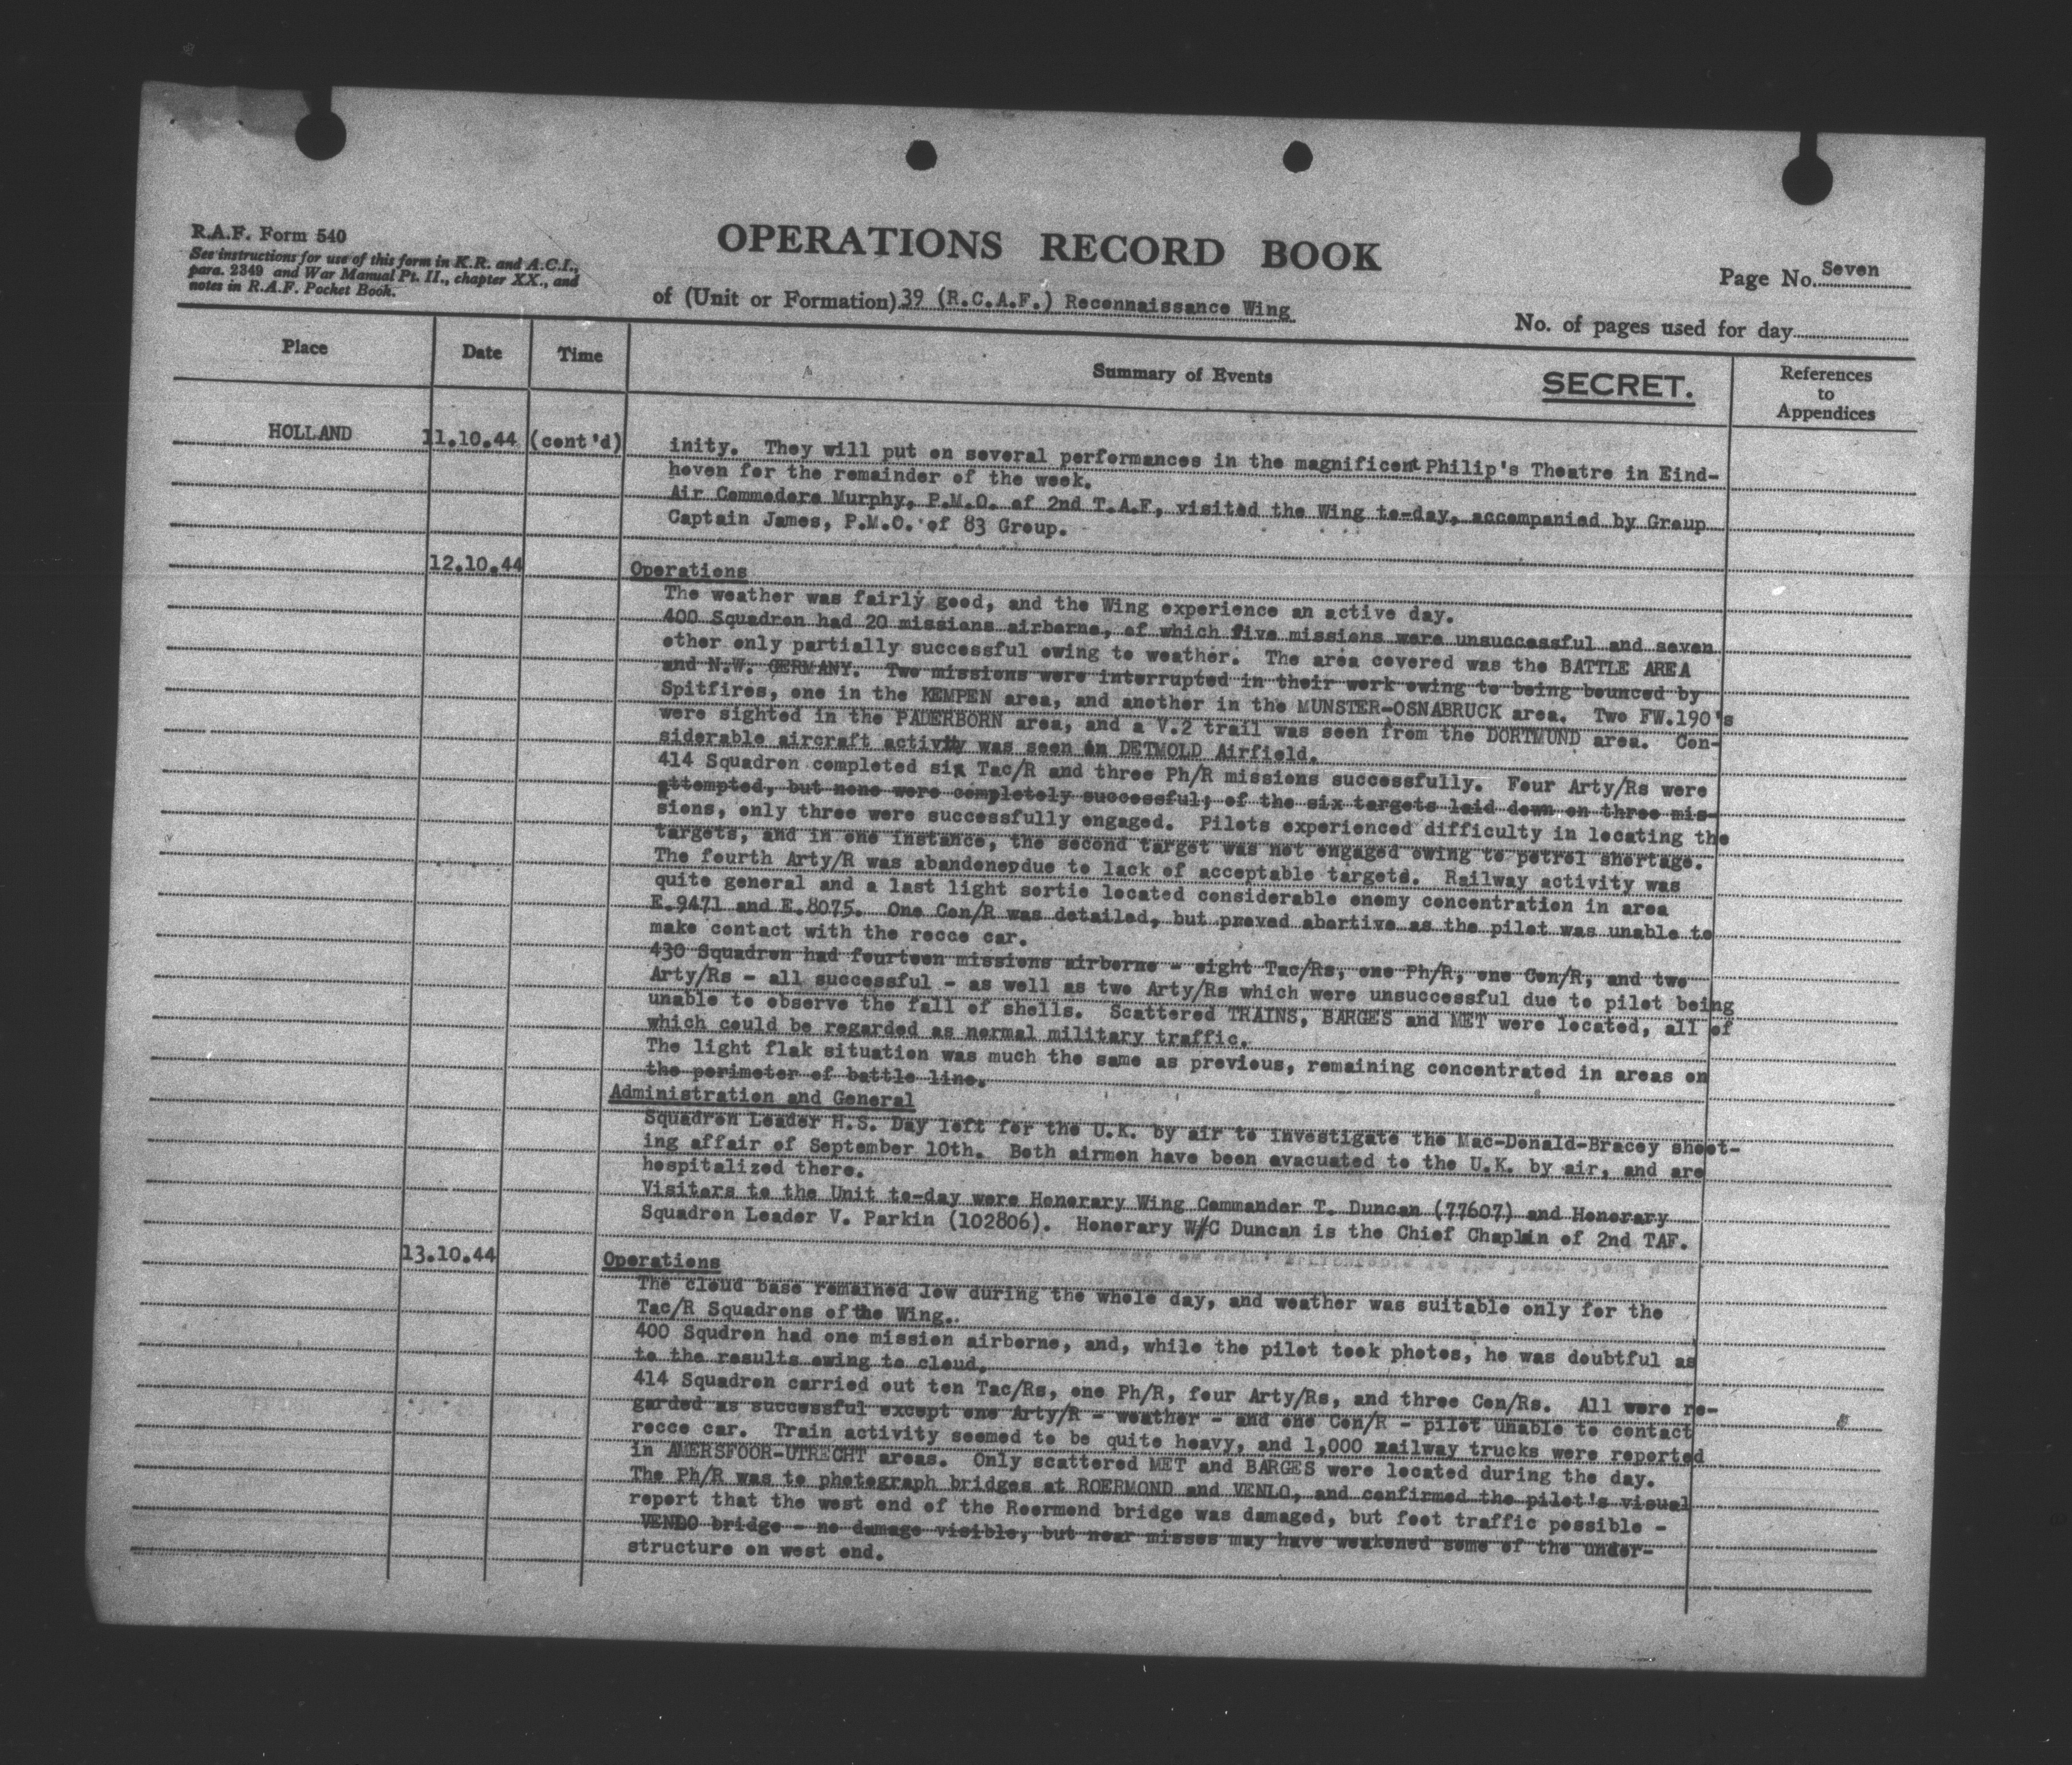 R.A.F. Form 540
See instructions for use of this form in K.R. and A.C.I.,
para. 2349 and War Manual Pt. II., chapter XX., and
notes in R.A.F. Pocket Book.
OPERATIONS RECORD BOOK
of (Unit or Formation) 39 (R.C.A.F.) Reconnaissance Wing
Page No. Seven
No. of pages used for day
Place Date Time Summary of Events SECRET. References to Appendices
HOLLAND 11.10.44 (cont'd) inity. They will put on several performances in the magnificent Philip's Theatre in Eind-
hoven for the remainder of the week.
Air Commodore Murphy, P.M.O. of 2nd T.A.F, visited the Wing to-day, accompanied by Group
Captain James, P.M.O. of 83 Group.
12.10.44 Operations
The weather was fairly good, and the Wing experience an active day.
400 Squadron had 20 missions airborne, of which five missions were unsuccessful and seven
other only partially successful owing to weather. The area covered was the BATTLE AREA
and N.W. GERMANY. Two missions were interrupted in their work owing to being bounced by
Spitfires, one in the KEMPEN area, and another in the MUNSTER-OSNABRUCK area. Two FW.190's
were sighted in the PADERBORN area, and a V.2 trail was seen from the DORTMUND area. Con-
siderable aircraft activity was seen on DETMOLD Airfield.
414 Squadron completed six Tac/R and three Ph/R missions successfully. Four Arty/Rs were
attempted, but none were completely successful; of the six targets laid down on three mis-
sions, only three were successfully engaged. Pilots experienced difficulty in locating the
targets, and in one instance, the second target was not engaged owing to petrol shortage.
The fourth Arty/R was abandenepdue to lack of acceptable targets. Railway activity was
quite general and a last light sortie located considerable enemy concentration in area
E.9471 and E.8075. One Con/R was detailed, but proved abortive as the pilot was unable to
make contact with the recce car.
430 Squadron had fourteen missions airborne - eight Tac/Rs, one Ph/R, one Con/R, and two
Arty/Rs - all successful - as well as two Arty/Rs which were unsuccessful due to pilot being
unable to observe the fall of shells. Scattered TRAINS, BARGES and MET were located, all of
which could be regarded as normal military traffic.
The light flak situation was much the same as previous, remaining concentrated in areas on
the perimeter of battle line.
Administration and General
Squadron Leader H.S. Day left for the U.K. by air to investigate the Mac-Donald-Bracey shoot-
ing affair of September 10th. Both airmen have been evacuated to the U.K. by air, and are
hospitalized there.
Visitors to the Unit to-day were Honorary Wing Commander T. Duncan (77607) and Honorary
Squadron Leader V. Parkin (102806). Honorary W/C Duncan is the Chief Chaplin of 2nd TAF.
13.10.44 Operations
The cloud base remained low during the whole day, and weather was suitable only for the
Tac/R Squadrons of the Wing.
400 Squdron had one mission airborne, and, while the pilot took photos, he was doubtful as
to the results owing to cloud.
414 Squadron carried out ten Tac/Rs, one Ph/R, four Arty/Rs, and three Con/Rs. All were re-
garded as successful except one Arty/R - weather - and one Con/R - pilot unable to contact
recce car. Train activity seemed to be quite heavy, and 1,000 railway trucks were reported
in AMERSFOOR-UTRECHT areas. Only scattered MET and BARGES were located during the day.
The Ph/R was to photograph bridges at ROERMOND and VENLO, and confirmed the pilot's visual
report that the west end of the Roermond bridge was damaged, but foot traffic possible -
VENLO bridge - no damage visible, but near misses may have weakened some of the under-
structure on west end.